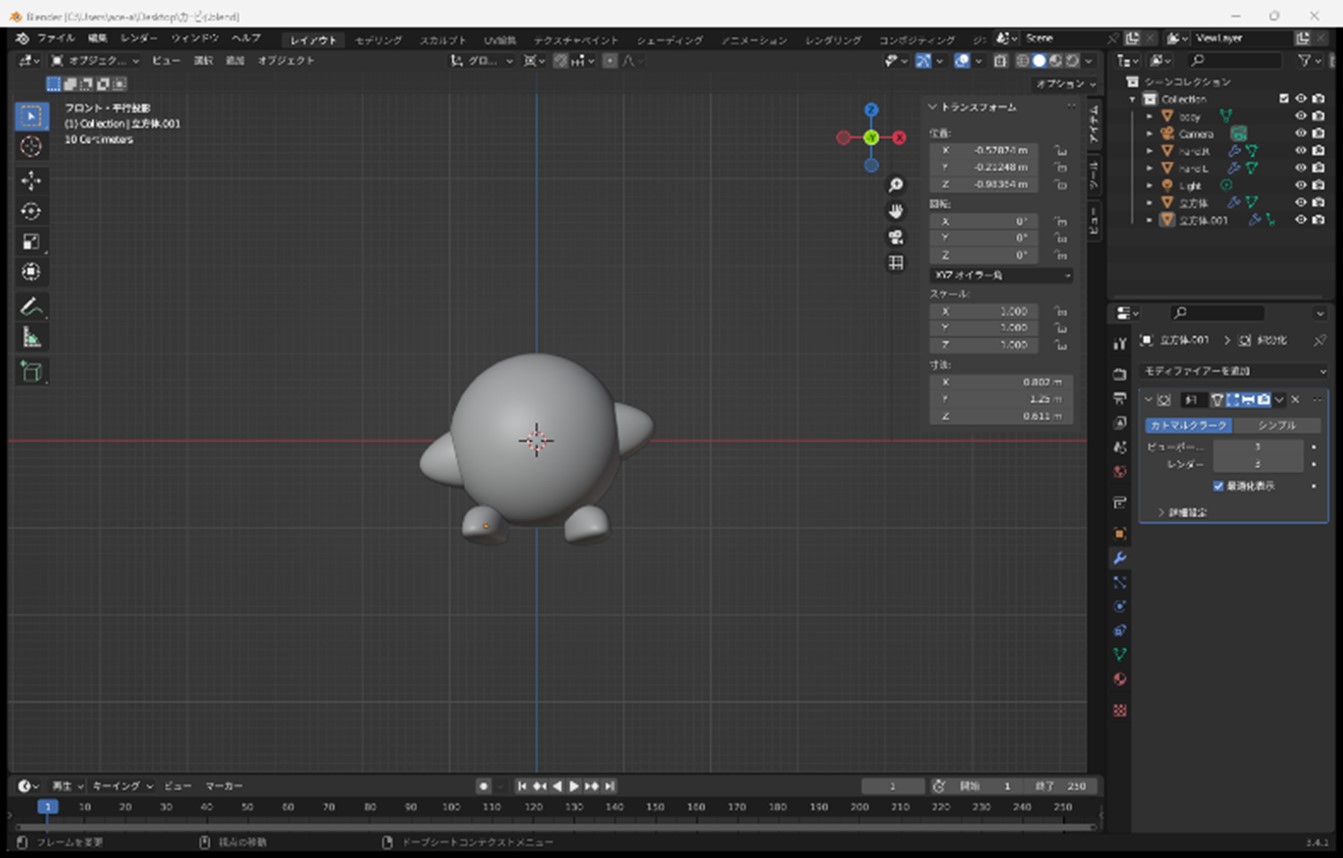 Blender [C:\Users\ace-a\Desktop\カービィ.blend]
ファイル 編集 レンダー ウィンドウ ヘルプ レイアウト モデリング スカルプト UV編集 テクスチャペイント シェーディング アニメーション レンダリング コンポジティング Scene ViewLayer
オブジェク... ビュー 選択 追加 オブジェクト グロ...
オプション
フロント・平行投影
(1) Collection | 立方体.001
10 Centimeters
Z
-Y
X
トランスフォーム
位置:
X -0.57874 m
Y -0.21248 m
Z -0.98364 m
回転:
X 0°
Y 0°
Z 0°
XYZ オイラー角
スケール:
X 1.000
Y 1.000
Z 1.000
寸法:
X 0.802 m
Y 1.25 m
Z 0.611 m
アイテム
ツール
ビュー
シーンコレクション
Collection
body
Camera
hand.R
hand.L
Light
立方体
立方体.001
立方体.001 細分化
モディファイアーを追加
カトマルクラーク シンプル
ビューポー...
レンダー 3
最適化表示
詳細設定
再生 キーイング ビュー マーカー 1 開始 1 終了 250
1 10 20 30 40 50 60 70 80 90 100 110 120 130 140 150 160 170 180 190 200 210 220 230 240 250
フレームを変更 視点の移動 ドープシートコンテクストメニュー 3.4.1